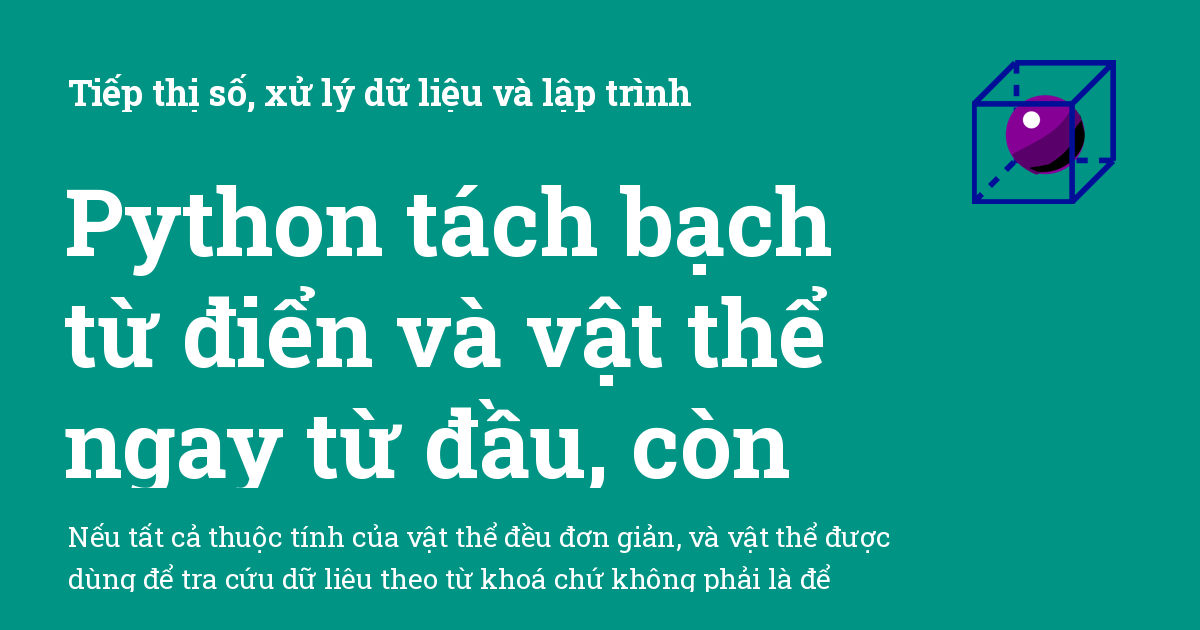 Tiếp thị số, xử lý dữ liệu và lập trình
Python tách bạch
từ điển và vật thể
ngay từ đầu, còn
Nếu tất cả thuộc tính của vật thể đều đơn giản, và vật thể được
dùng để tra cứu dữ liêu theo từ khoá chứ không phải là để